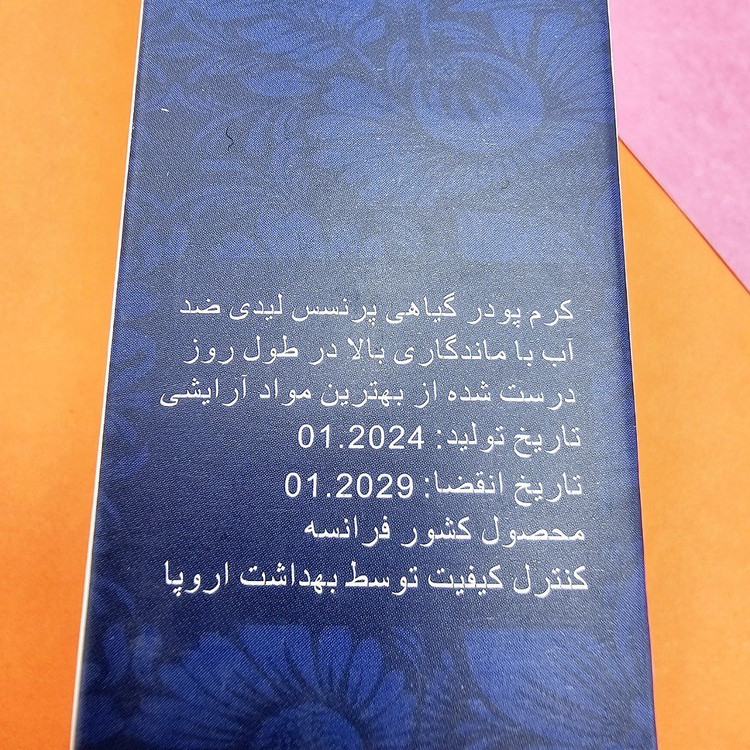 کرم پودر گیاهی پرنسس لیدی ضد
آب با ماندگاری بالا در طول روز
درست شده از بهترین مواد آرایشی
تاریخ تولید: 01.2024
تاریخ انقضا: 01.2029
محصول کشور فرانسه
کنترل کیفیت توسط بهداشت اروپا